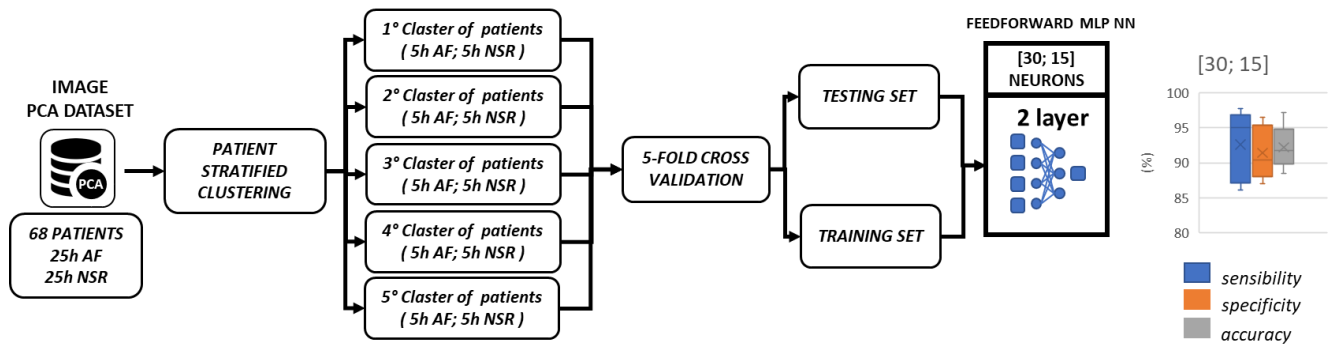 IMAGE
PCA DATASET
PCA
68 PATIENTS
25h AF
25h NSR
PATIENT
STRATIFIED
CLUSTERING
1° Claster of patients
( 5h AF; 5h NSR )
2° Claster of patients
( 5h AF; 5h NSR )
3° Claster of patients
( 5h AF; 5h NSR )
4° Claster of patients
( 5h AF; 5h NSR )
5° Claster of patients
( 5h AF; 5h NSR )
5-FOLD CROSS
VALIDATION
TESTING SET
TRAINING SET
FEEDFORWARD MLP NN
[30; 15]
NEURONS
2 layer
[30; 15]
100
95
90
85
80
(%)
sensibility
specificity
accuracy